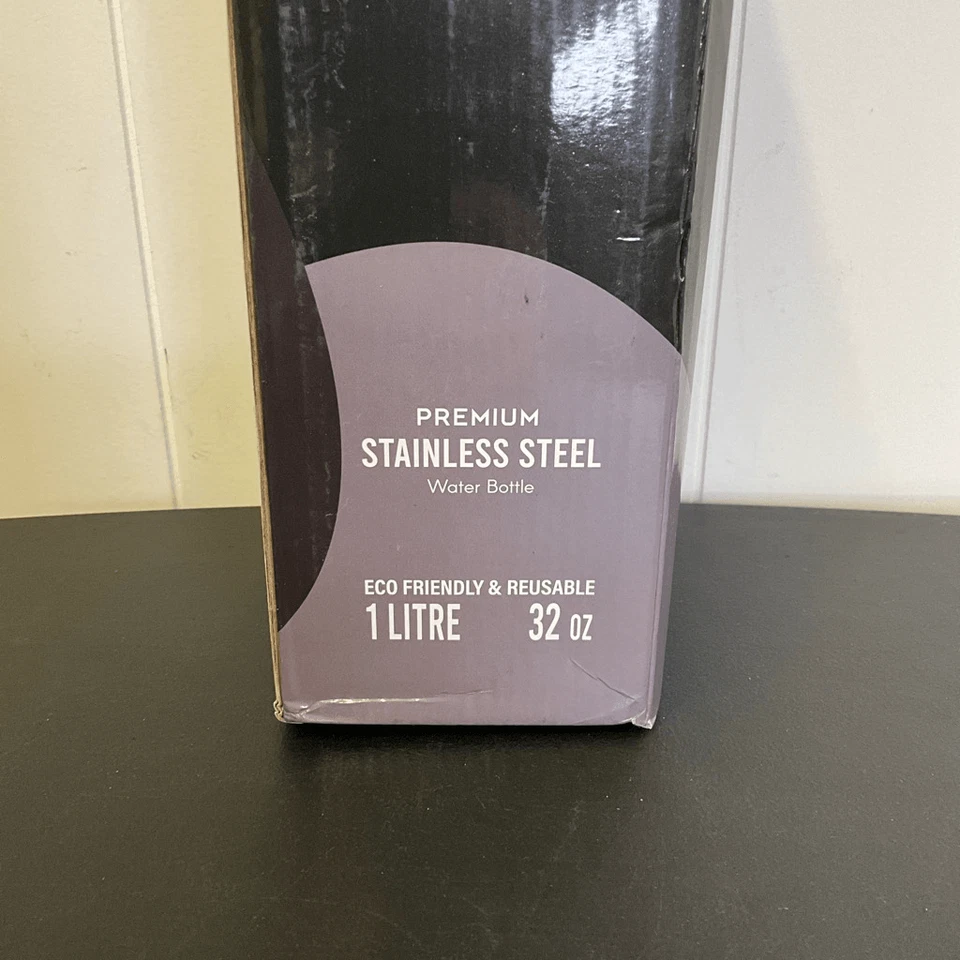 PREMIUM
STAINLESS STEEL
Water Bottle
ECO FRIENDLY & REUSABLE
1 LITRE 32 OZ